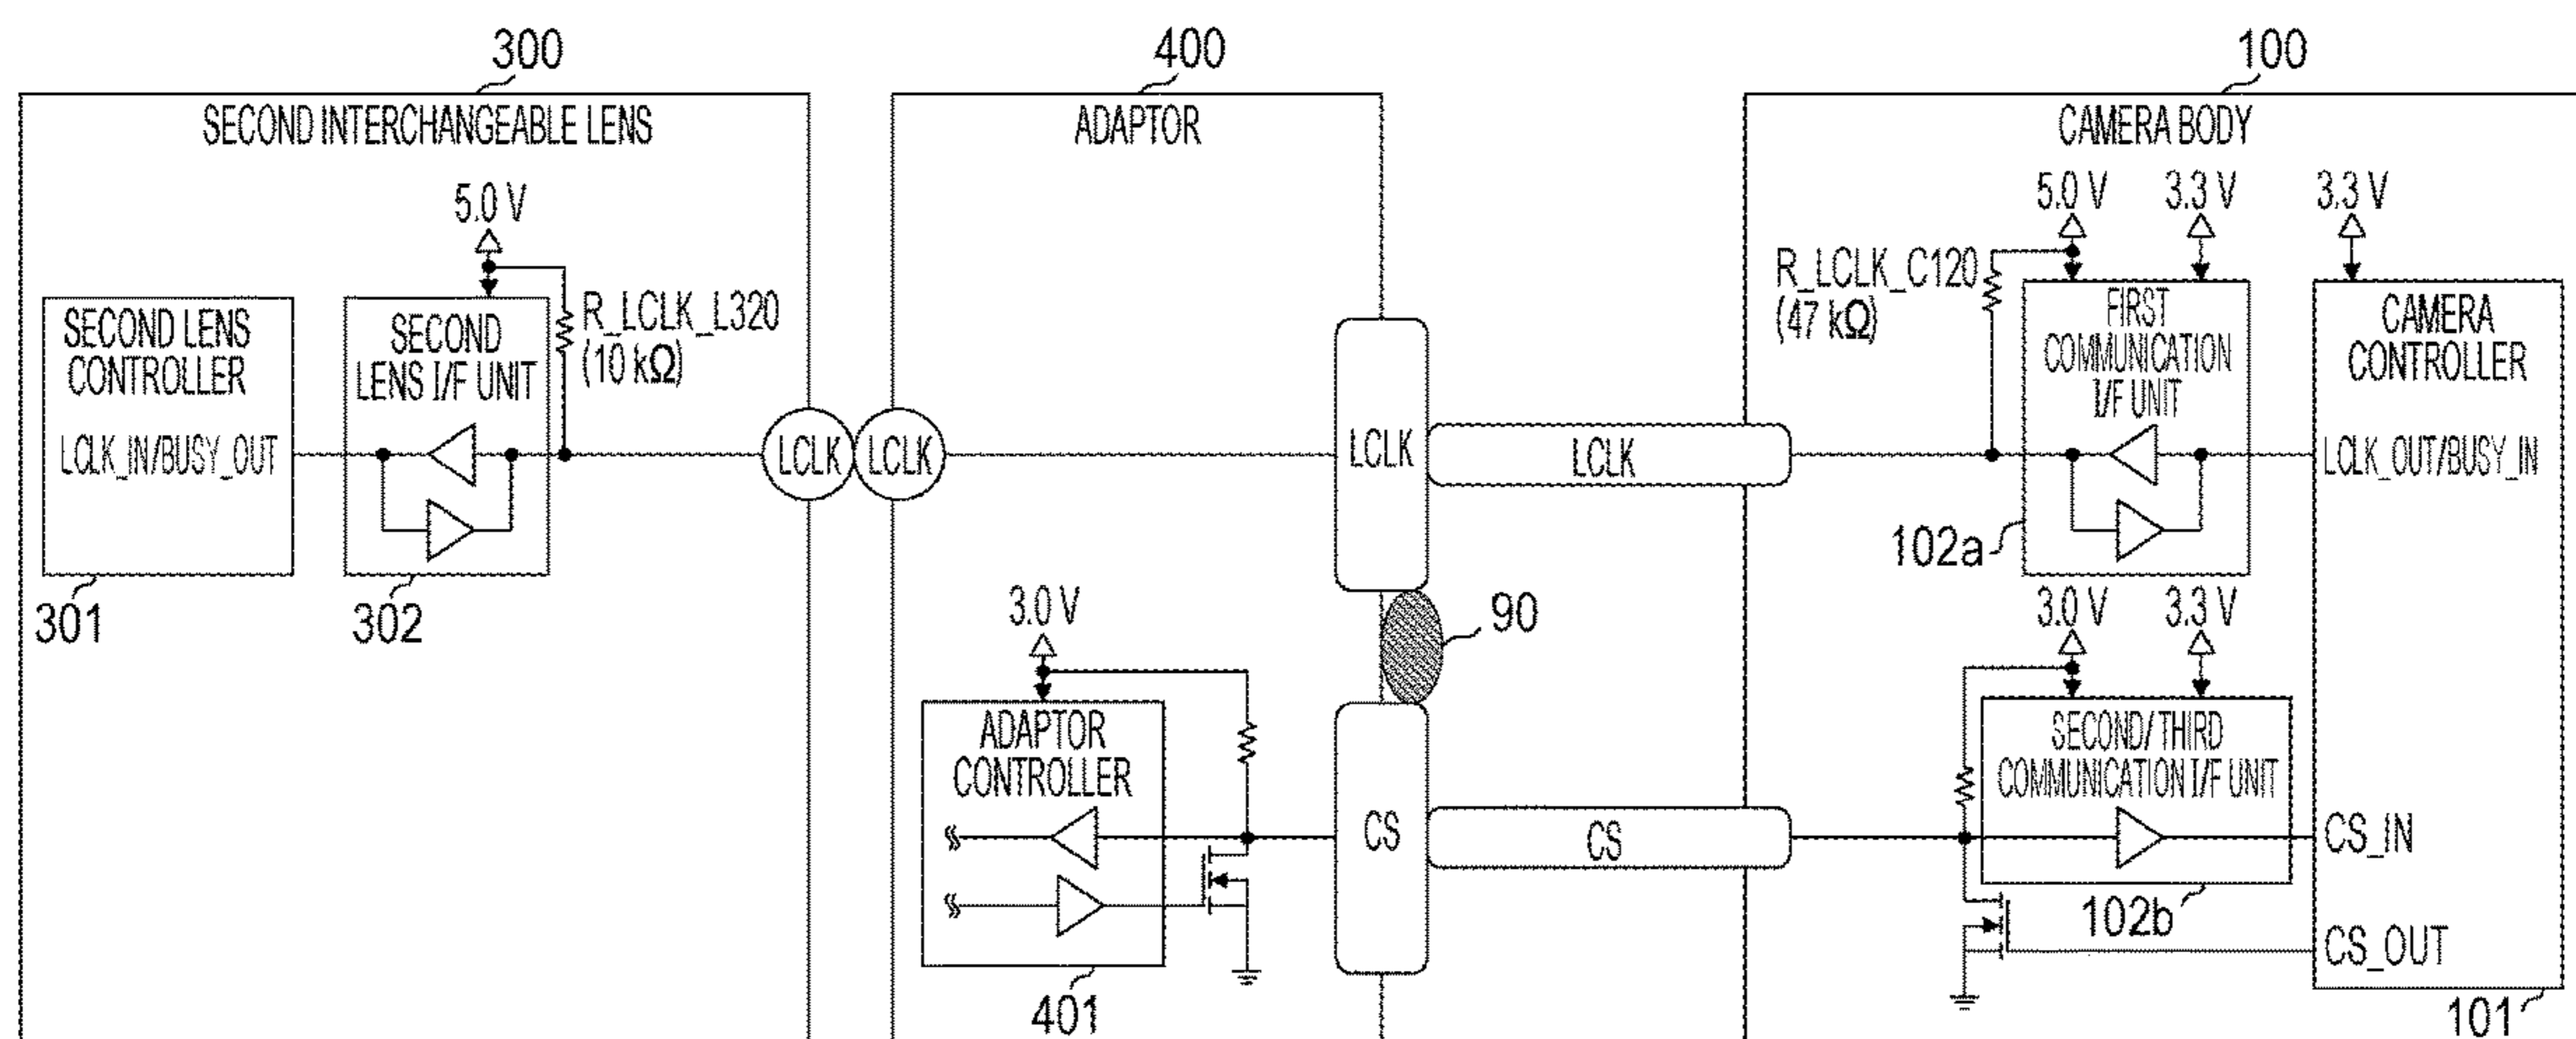 300
400
100
SECOND INTERCHANGEABLE LENS
ADAPTOR
CAMERA BODY
5.0 V
5.0 V
3.3 V
3.3 V
R_LCLK_L320
(10 kΩ)
R_LCLK_C120
(47 kΩ)
SECOND LENS
CONTROLLER
LCLK_IN/BUSY_OUT
SECOND
LENS I/F UNIT
FIRST
COMMUNICATION
I/F UNIT
CAMERA
CONTROLLER
LCLK_OUT/BUSY_IN
LCLK
LCLK
LCLK
LCLK
301
302
102a
3.0 V
90
3.0 V
3.3 V
ADAPTOR
CONTROLLER
CS
CS
SECOND/THIRD
COMMUNICATION I/F UNIT
CS_IN
CS_OUT
401
102b
101